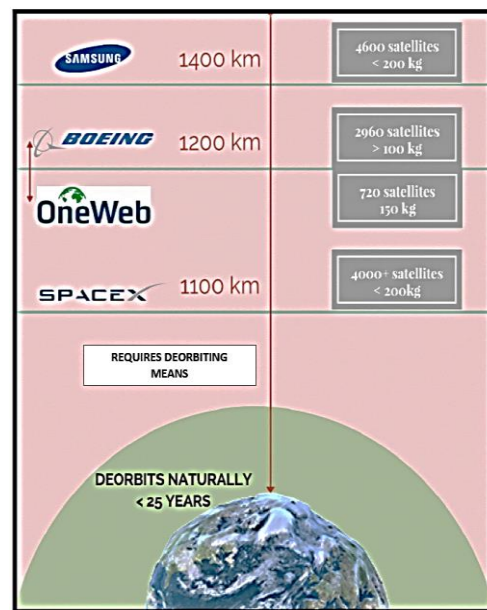 SAMSUNG
1400 km
4600 satellites
< 200 kg
BOEING
1200 km
2960 satellites
> 100 kg
OneWeb
720 satellites
150 kg
SPACEX
1100 km
4000+ satellites
< 200kg
REQUIRES DEORBITING
MEANS
DEORBITS NATURALLY
< 25 YEARS